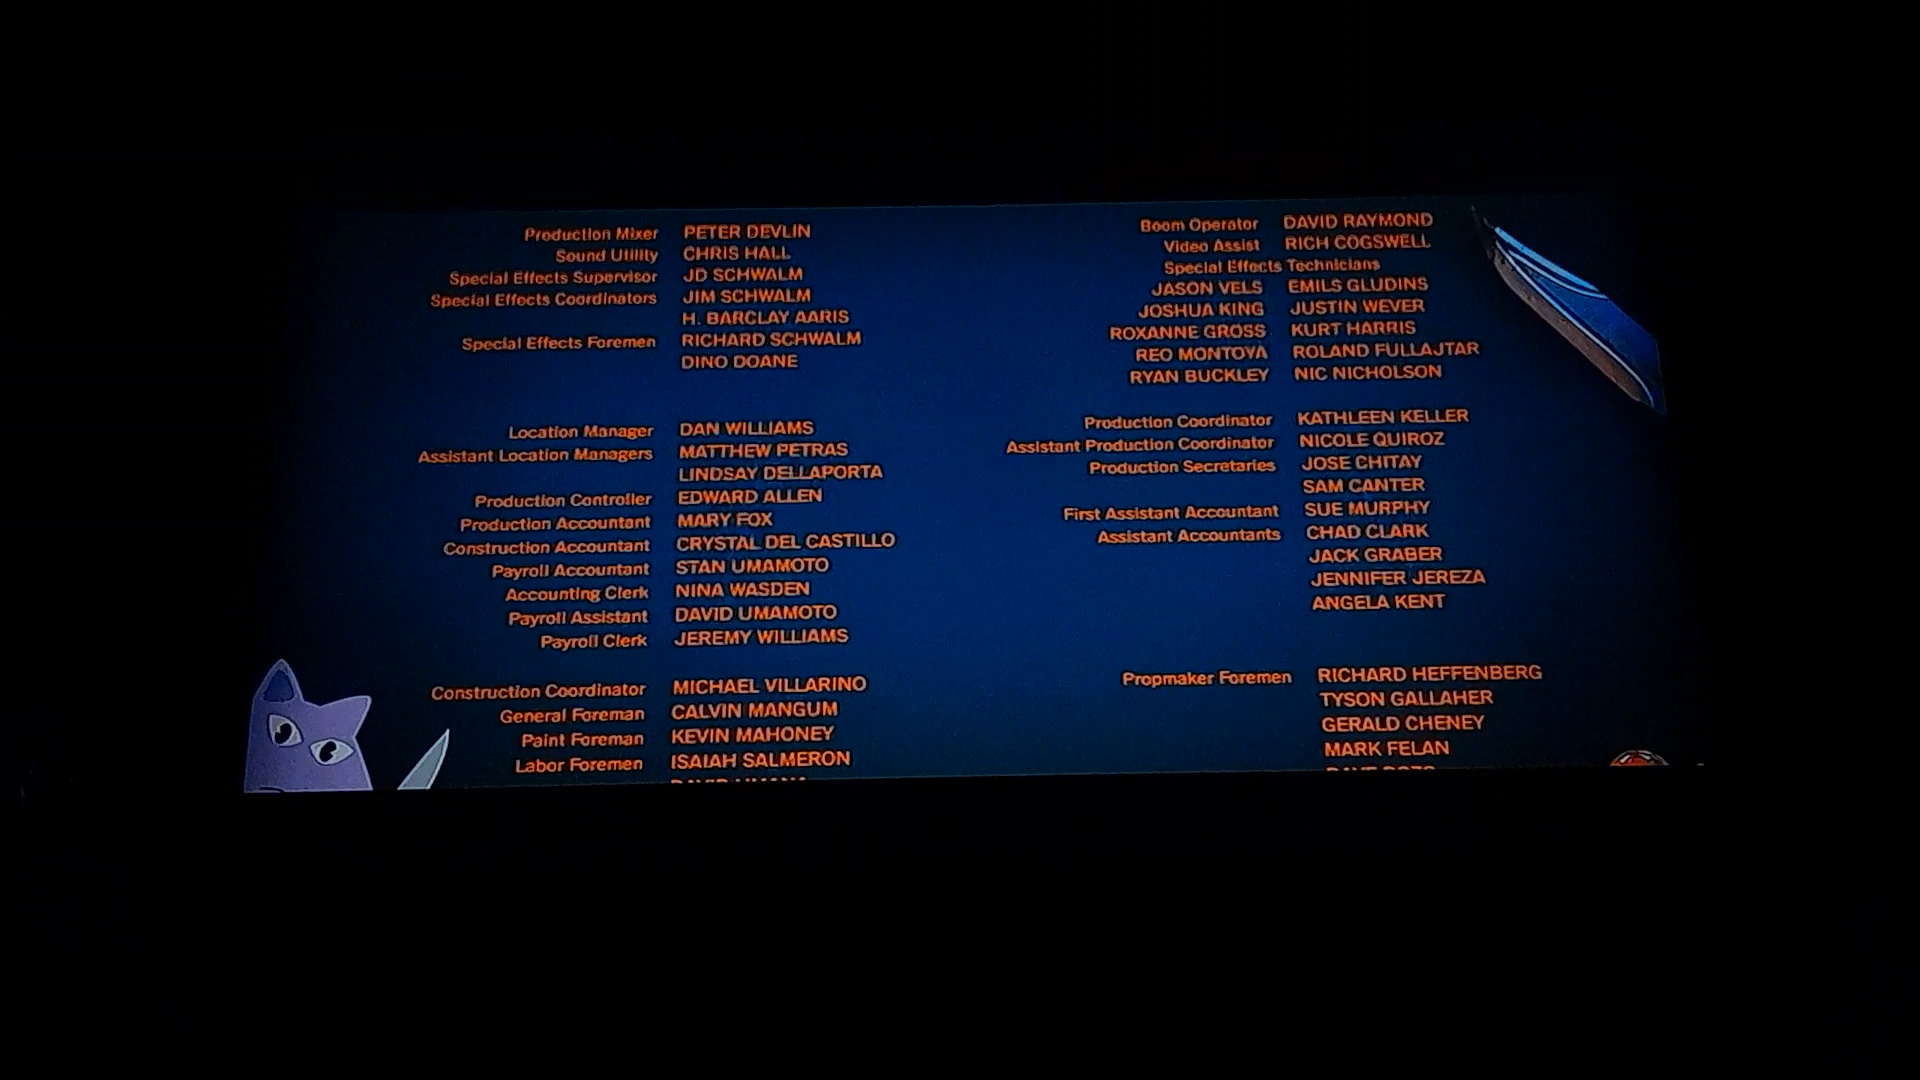 Production Mixer PETER DEVLIN
Sound Utility CHRIS HALL
Special Effects Supervisor JD SCHWALM
Special Effects Coordinators JIM SCHWALM
H. BARCLAY AARIS
Special Effects Foremen RICHARD SCHWALM
DINO DOANE
Location Manager DAN WILLIAMS
Assistant Location Managers MATTHEW PETRAS
LINDSAY DELLAPORTA
Production Controller EDWARD ALLEN
Production Accountant MARY FOX
Construction Accountant CRYSTAL DEL CASTILLO
Payroll Accountant STAN UMAMOTO
Accounting Clerk NINA WASDEN
Payroll Assistant DAVID UMAMOTO
Payroll Clerk JEREMY WILLIAMS
Construction Coordinator MICHAEL VILLARINO
General Foreman CALVIN MANGUM
Paint Foreman KEVIN MAHONEY
Labor Foremen ISAIAH SALMERON
Boom Operator DAVID RAYMOND
Video Assist RICH COGSWELL
Special Effects Technicians
JASON VELS EMILS GLUDINS
JOSHUA KING JUSTIN WEVER
ROXANNE GROSS KURT HARRIS
REO MONTOYA ROLAND FULLAJTAR
RYAN BUCKLEY NIC NICHOLSON
Production Coordinator KATHLEEN KELLER
Assistant Production Coordinator NICOLE QUIROZ
Production Secretaries JOSE CHITAY
SAM CANTER
First Assistant Accountant SUE MURPHY
Assistant Accountants CHAD CLARK
JACK GRABER
JENNIFER JEREZA
ANGELA KENT
Propmaker Foremen RICHARD HEFFENBERG
TYSON GALLAHER
GERALD CHENEY
MARK FELAN